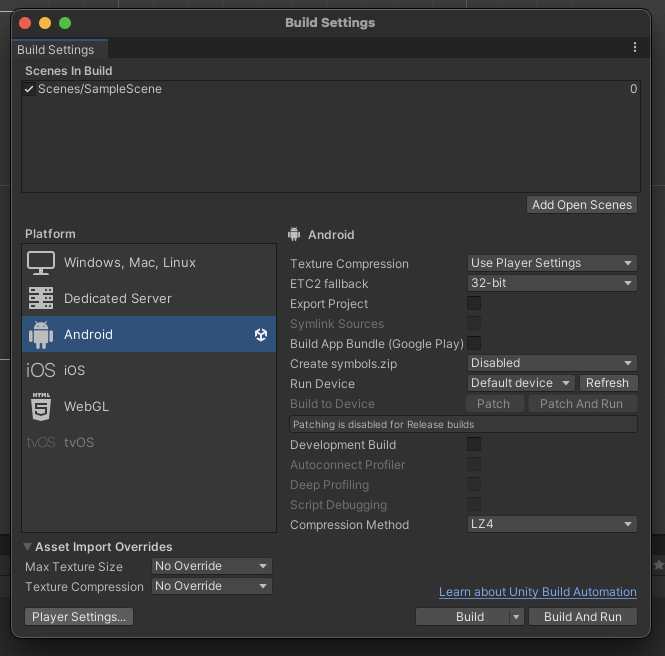 Build Settings
Build Settings
Scenes In Build
Scenes/SampleScene 0
Add Open Scenes
Platform
Windows, Mac, Linux
Dedicated Server
Android
iOS iOS
HTML 5 WebGL
tvOS tvOS
Android
Texture Compression Use Player Settings
ETC2 fallback 32-bit
Export Project
Symlink Sources
Build App Bundle (Google Play)
Create symbols.zip Disabled
Run Device Default device Refresh
Build to Device Patch Patch And Run
Patching is disabled for Release builds
Development Build
Autoconnect Profiler
Deep Profiling
Script Debugging
Compression Method LZ4
Asset Import Overrides
Max Texture Size No Override
Texture Compression No Override
Learn about Unity Build Automation
Player Settings... Build Build And Run